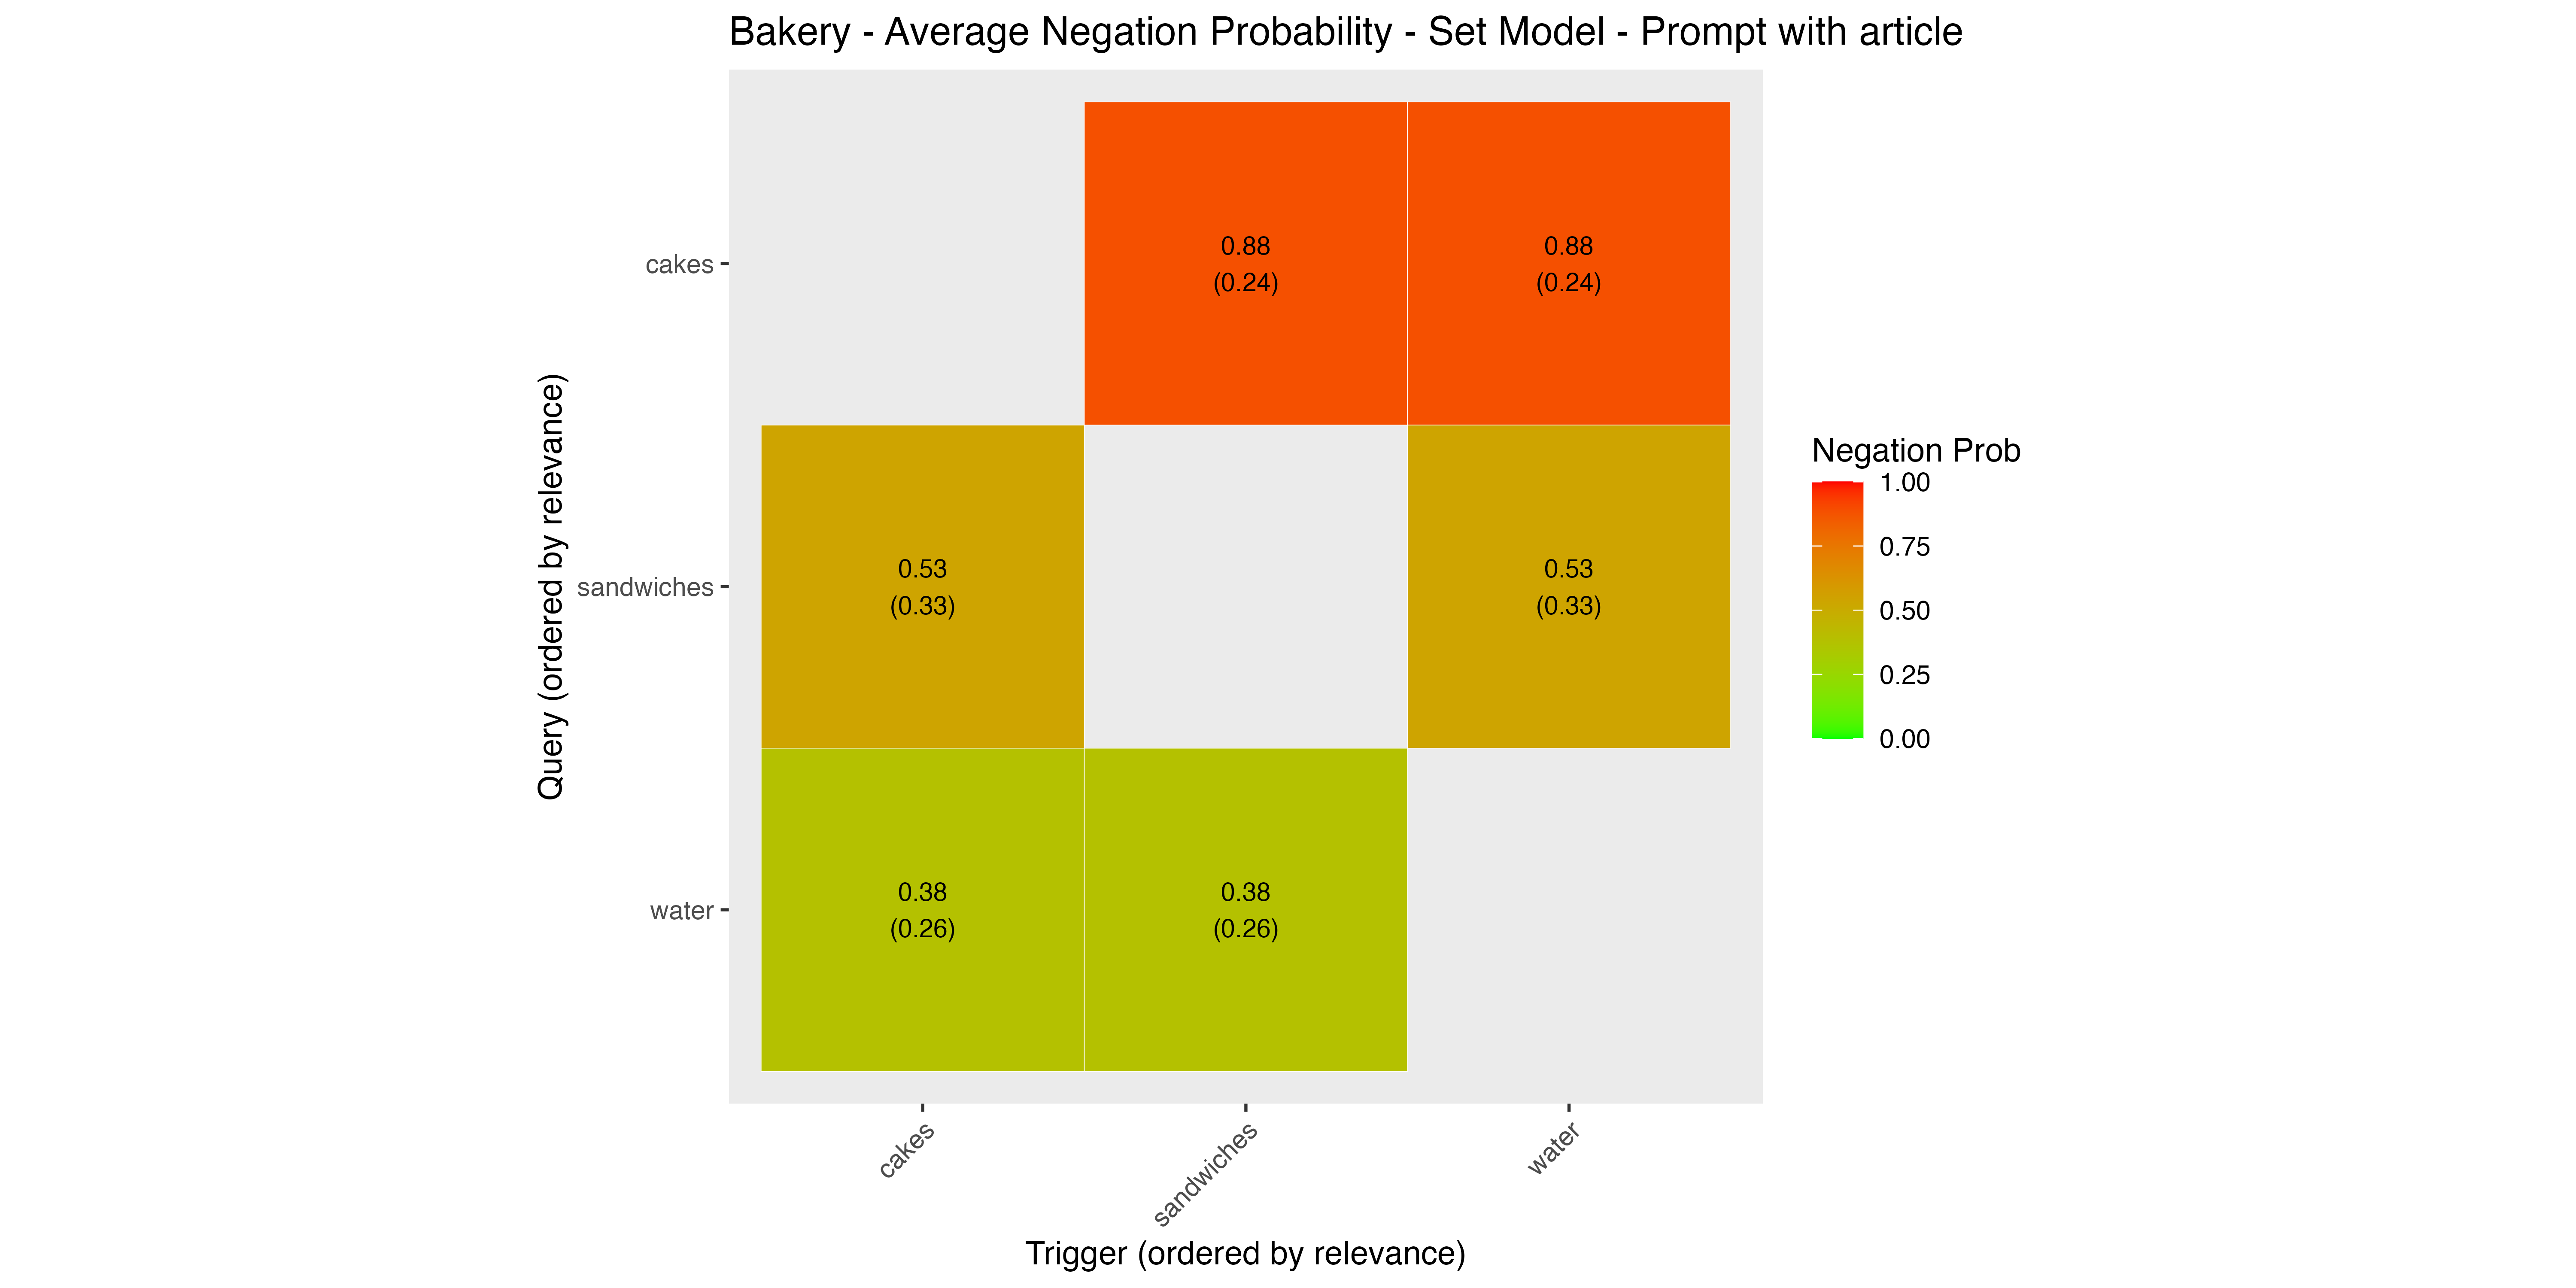 Bakery - Average Negation Probability - Set Model - Prompt with article
Query (ordered by relevance)
cakes
0.88
(0.24)
0.88
(0.24)
sandwiches
0.53
(0.33)
0.53
(0.33)
water
0.38
(0.26)
0.38
(0.26)
cakes
sandwiches
water
Trigger (ordered by relevance)
Negation Prob
1.00
0.75
0.50
0.25
0.00